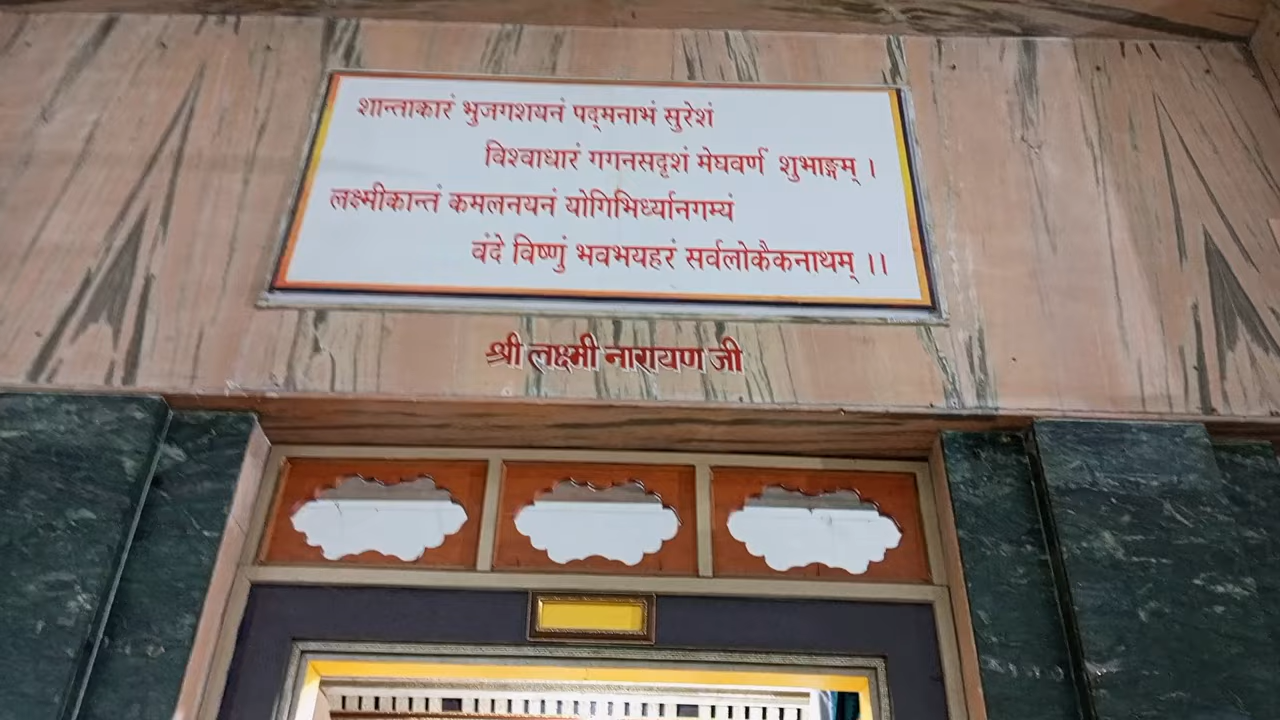 शान्ताकारं भुजगशयनं पद्मनाभं सुरेशं
विश्वाधारं गगनसदृशं मेघवर्ण शुभाङ्गम् ।
लक्ष्मीकान्तं कमलनयनं योगिभिर्ध्यानगम्यं
वंदे विष्णुं भवभयहरं सर्वलोकैकनाथम् ।।
श्री लक्ष्मी नारायण जी